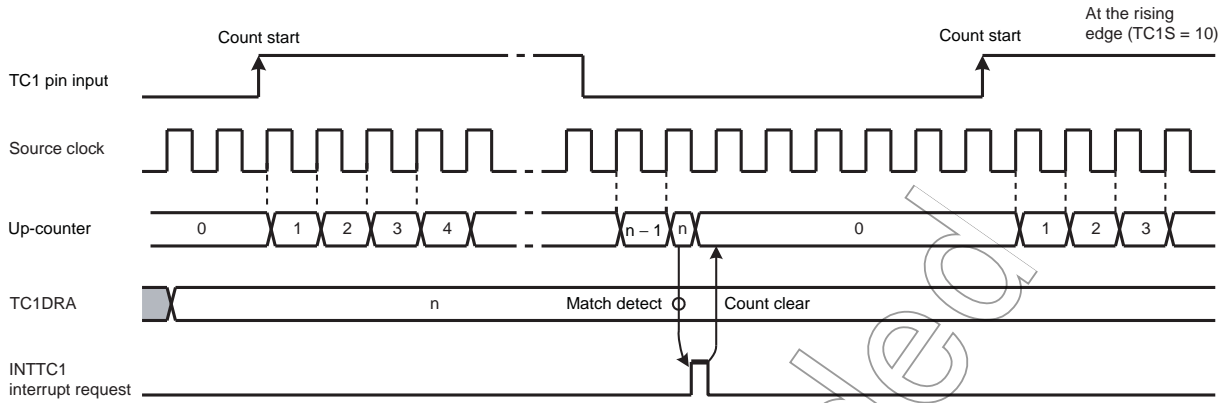 At the rising
edge (TC1S = 10)
Count start
Count start
TC1 pin input
Source clock
Up-counter
0 1 2 3 4 n – 1 n 0 1 2 3
TC1DRA
n
Match detect
Count clear
INTTC1
interrupt request